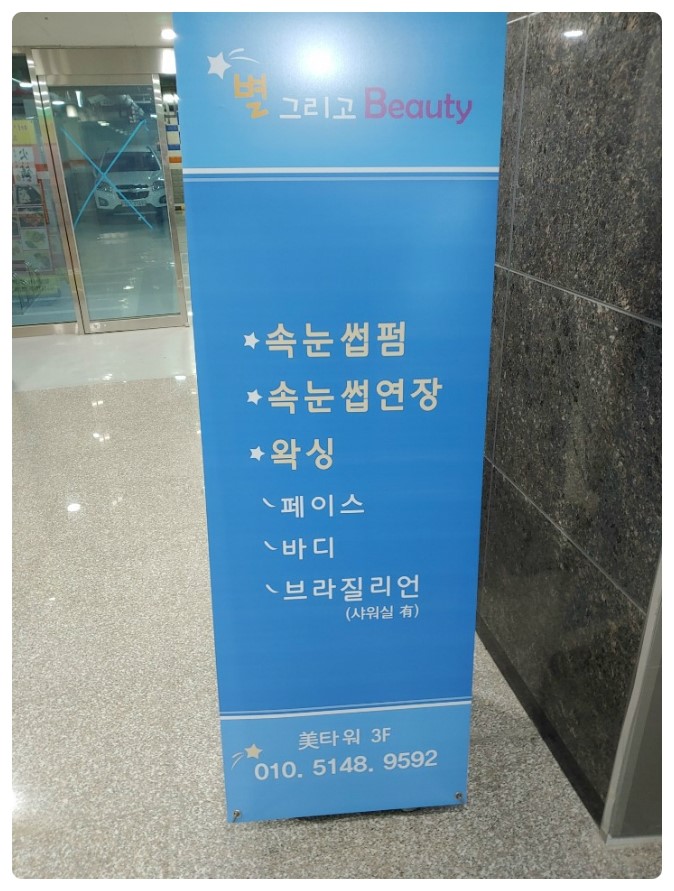 별 그리고 Beauty
속눈썹펌
속눈썹연장
왁싱
페이스
바디
브라질리언
(샤워실 有)
美타워 3F
010. 5148. 9592